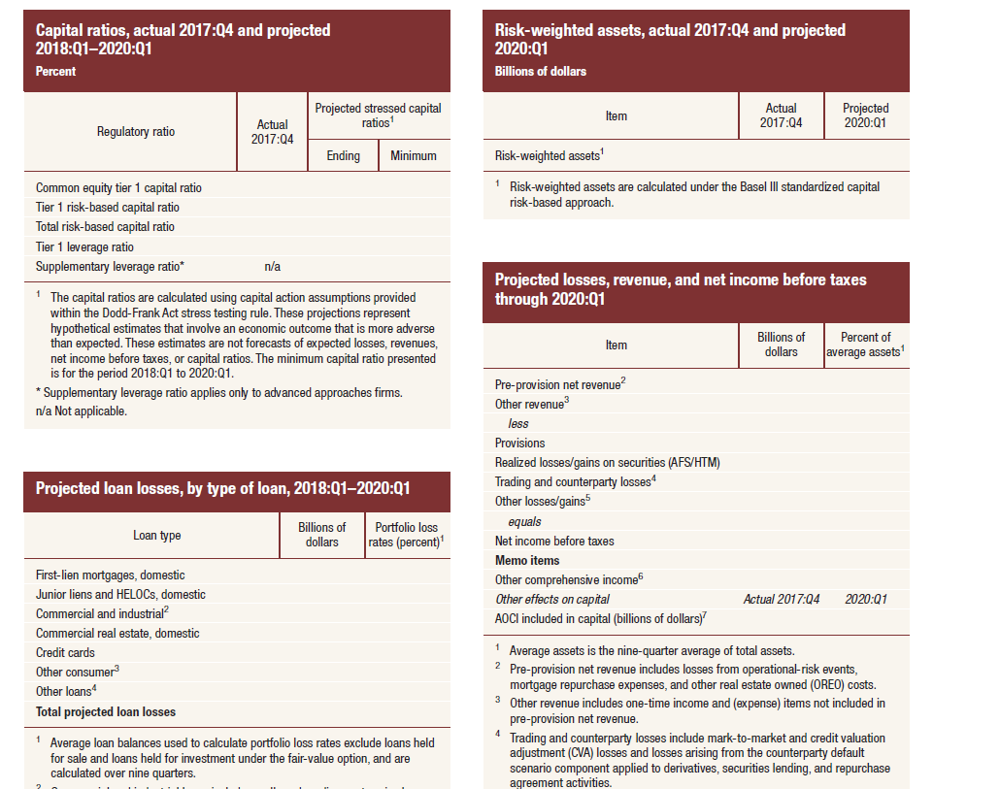 Capital ratios, actual 2017:Q4 and projected
2018:Q1–2020:Q1
Percent
Regulatory ratio
Actual
2017:Q4
Projected stressed capital
ratios1
Ending
Minimum
Common equity tier 1 capital ratio
Tier 1 risk-based capital ratio
Total risk-based capital ratio
Tier 1 leverage ratio
Supplementary leverage ratio* n/a
1 The capital ratios are calculated using capital action assumptions provided
within the Dodd-Frank Act stress testing rule. These projections represent
hypothetical estimates that involve an economic outcome that is more adverse
than expected. These estimates are not forecasts of expected losses, revenues,
net income before taxes, or capital ratios. The minimum capital ratio presented
is for the period 2018:Q1 to 2020:Q1.
* Supplementary leverage ratio applies only to advanced approaches firms.
n/a Not applicable.
Projected loan losses, by type of loan, 2018:Q1–2020:Q1
Loan type
Billions of
dollars
Portfolio loss
rates (percent)1
First-lien mortgages, domestic
Junior liens and HELOCs, domestic
Commercial and industrial2
Commercial real estate, domestic
Credit cards
Other consumer3
Other loans4
Total projected loan losses
1 Average loan balances used to calculate portfolio loss rates exclude loans held
for sale and loans held for investment under the fair-value option, and are
calculated over nine quarters.
2
Risk-weighted assets, actual 2017:Q4 and projected
2020:Q1
Billions of dollars
Item
Actual
2017:Q4
Projected
2020:Q1
Risk-weighted assets1
1 Risk-weighted assets are calculated under the Basel III standardized capital
risk-based approach.
Projected losses, revenue, and net income before taxes
through 2020:Q1
Item
Billions of
dollars
Percent of
average assets1
Pre-provision net revenue2
Other revenue3
less
Provisions
Realized losses/gains on securities (AFS/HTM)
Trading and counterparty losses4
Other losses/gains5
equals
Net income before taxes
Memo items
Other comprehensive income6
Other effects on capital Actual 2017:Q4 2020:Q1
AOCI included in capital (billions of dollars)7
1 Average assets is the nine-quarter average of total assets.
2 Pre-provision net revenue includes losses from operational-risk events,
mortgage repurchase expenses, and other real estate owned (OREO) costs.
3 Other revenue includes one-time income and (expense) items not included in
pre-provision net revenue.
4 Trading and counterparty losses include mark-to-market and credit valuation
adjustment (CVA) losses and losses arising from the counterparty default
scenario component applied to derivatives, securities lending, and repurchase
agreement activities.